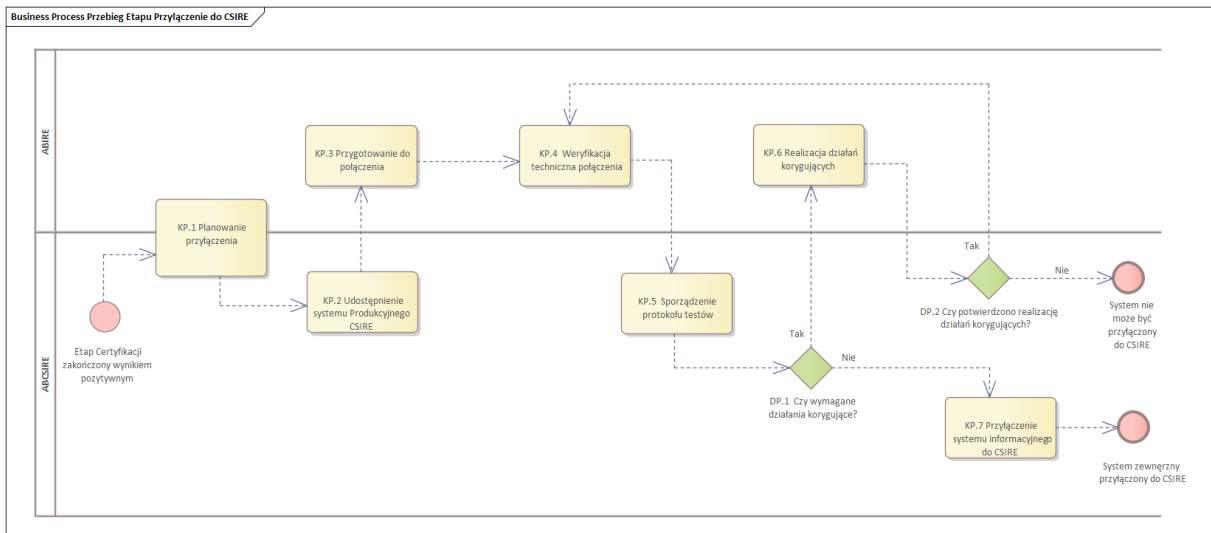 Business Process Przebieg Etapu Przyłączenie do CSIRE
ABIRE
KP.3 Przygotowanie do
połączenia
KP.4 Weryfikacja
techniczna połączenia
KP.6 Realizacja działań
korygujących
KP.1 Planowanie
przyłączenia
ABCSIRE
KP.2 Udostępnienie
systemu Produkcyjnego
CSIRE
Etap Certyfikacji
zakończony wynikiem
pozytywnym
KP.5 Sporządzenie
protokołu testów
Tak
Nie
DP.2 Czy potwierdzono realizację
działań korygujących?
System nie
może być
przyłączony
do CSIRE
Tak
Nie
DP.1 Czy wymagane
działania korygujące?
KP.7 Przyłączenie
systemu informacyjnego
do CSIRE
System zewnęrzny
przyłączony do CSIRE